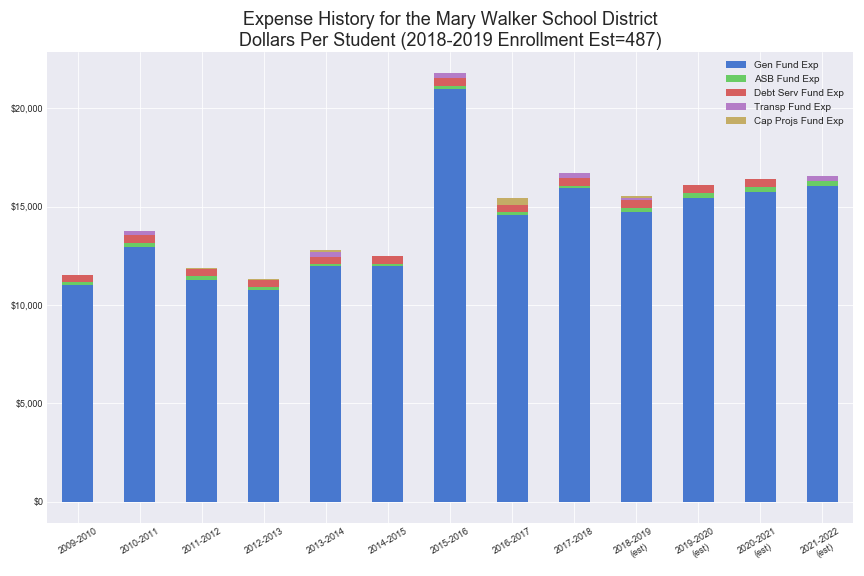 Expense History for the Mary Walker School District
Dollars Per Student (2018-2019 Enrollment Est=487)
Gen Fund Exp
ASB Fund Exp
Debt Serv Fund Exp
Transp Fund Exp
Cap Projs Fund Exp
$20,000
$15,000
$10,000
$5,000
$0
2009-2010
2010-2011
2011-2012
2012-2013
2013-2014
2014-2015
2015-2016
2016-2017
2017-2018
2018-2019
(est)
2019-2020
(est)
2020-2021
(est)
2021-2022
(est)